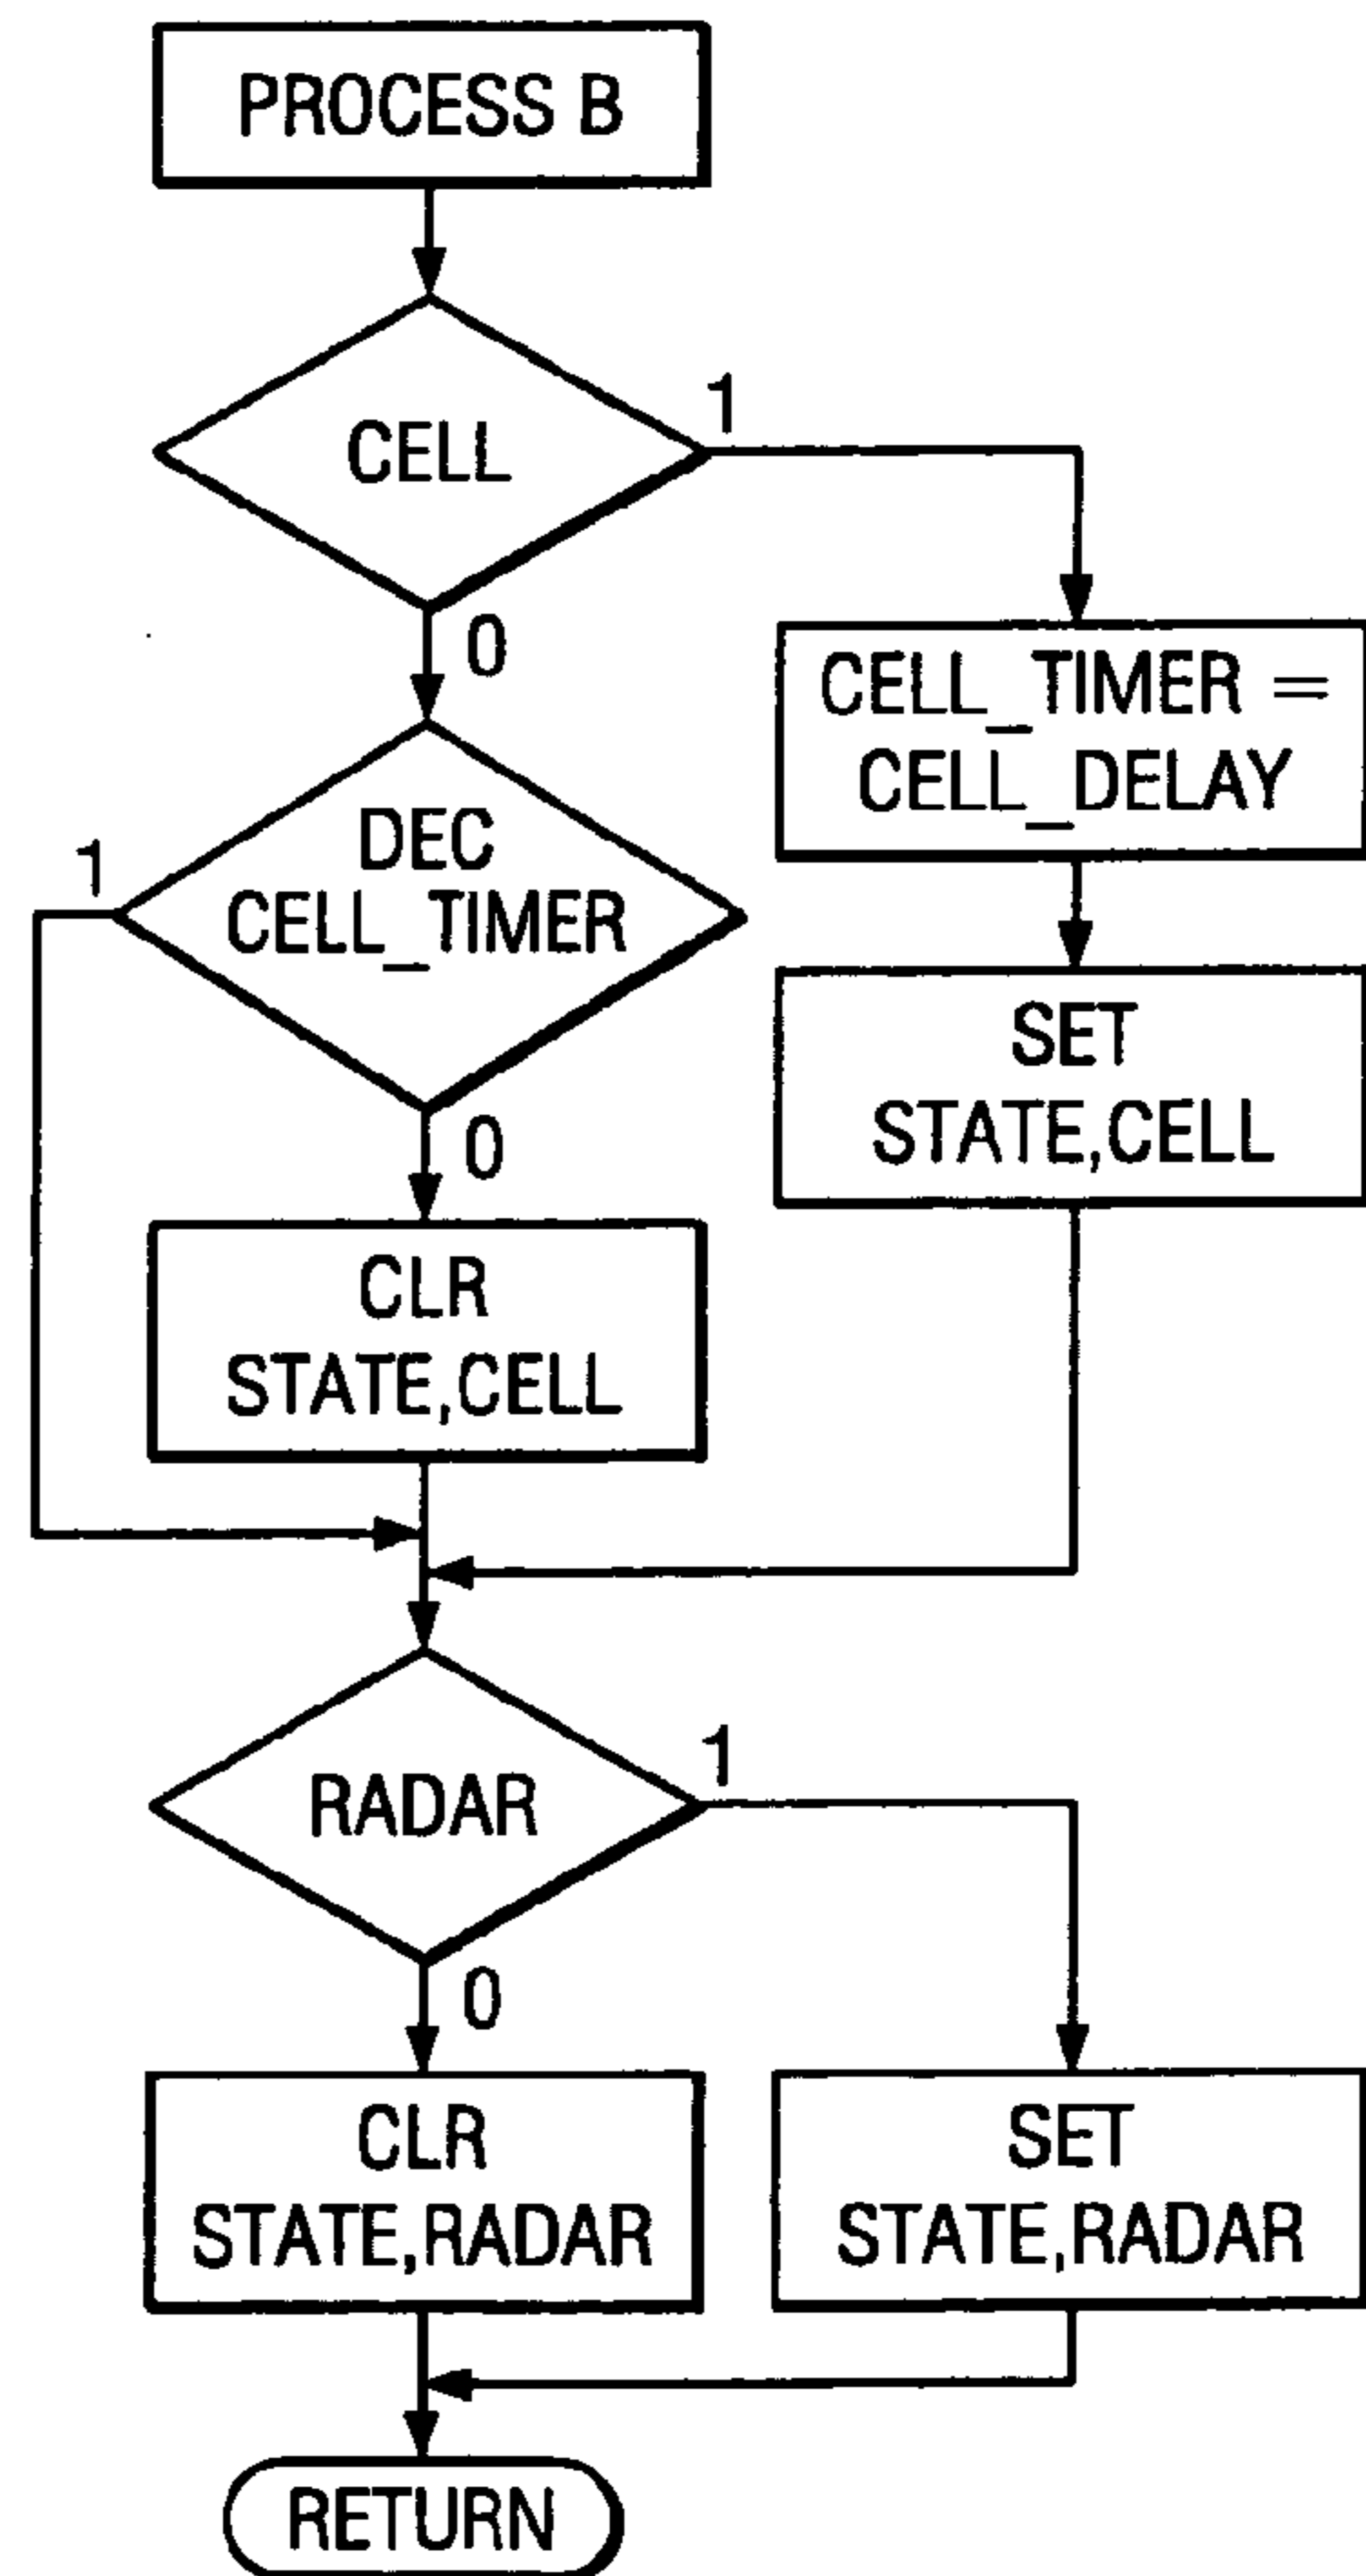 PROCESS B
CELL
1
0
CELL_TIMER =
CELL_DELAY
DEC
CELL_TIMER
1
0
SET
STATE,CELL
CLR
STATE,CELL
RADAR
1
0
CLR
STATE,RADAR
SET
STATE,RADAR
RETURN